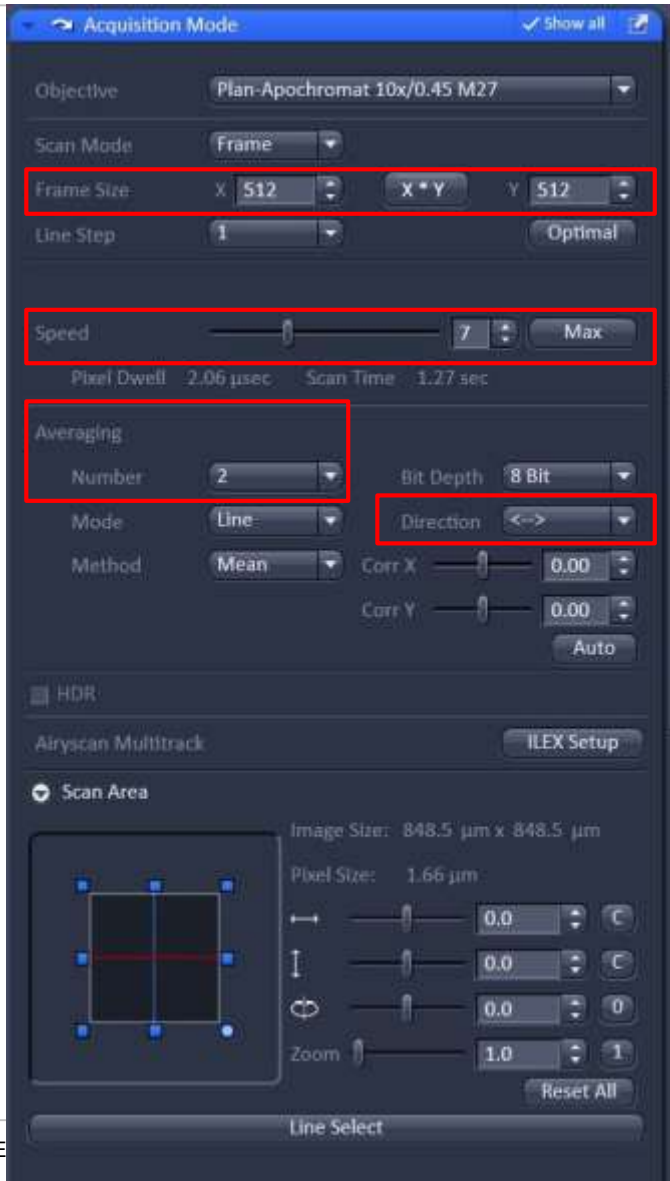 Acquisition Mode ✓ Show all
Objective Plan-Apochromat 10x/0.45 M27
Scan Mode Frame
Frame Size X 512 X * Y Y 512
Line Step 1 Optimal
Speed 7 Max
Pixel Dwell 2.06 µsec Scan Time 1.27 sec
Averaging
Number 2 Bit Depth 8 Bit
Mode Line Direction <-->
Method Mean Corr X 0.00
Corr Y 0.00
Auto
HDR
Airyscan Multitrack ILEX Setup
Scan Area
Image Size: 848.5 µm x 848.5 µm
Pixel Size: 1.66 µm
0.0 C
0.0 C
0.0 0
Zoom 1.0 1
Reset All
E
Line Select